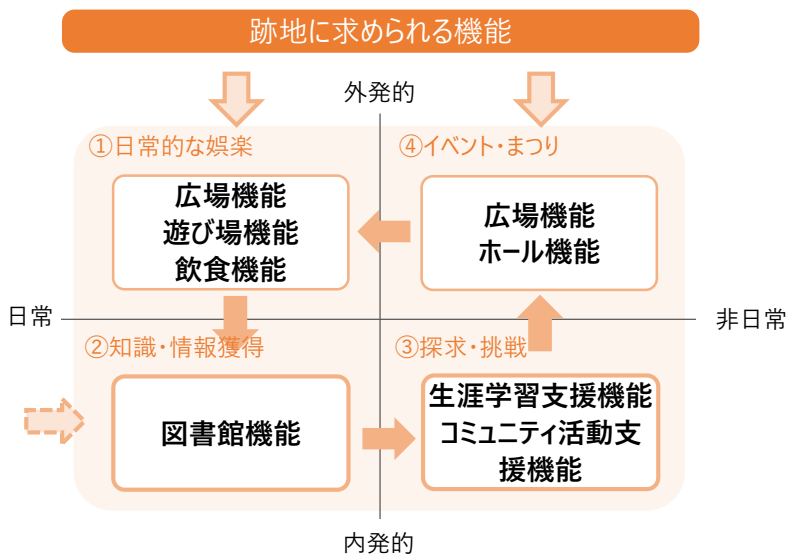 跡地に求められる機能
外発的
①日常的な娯楽
④イベント・まつり
広場機能
遊び場機能
飲食機能
広場機能
ホール機能
日常
非日常
②知識・情報獲得
③探求・挑戦
図書館機能
生涯学習支援機能
コミュニティ活動支
援機能
内発的